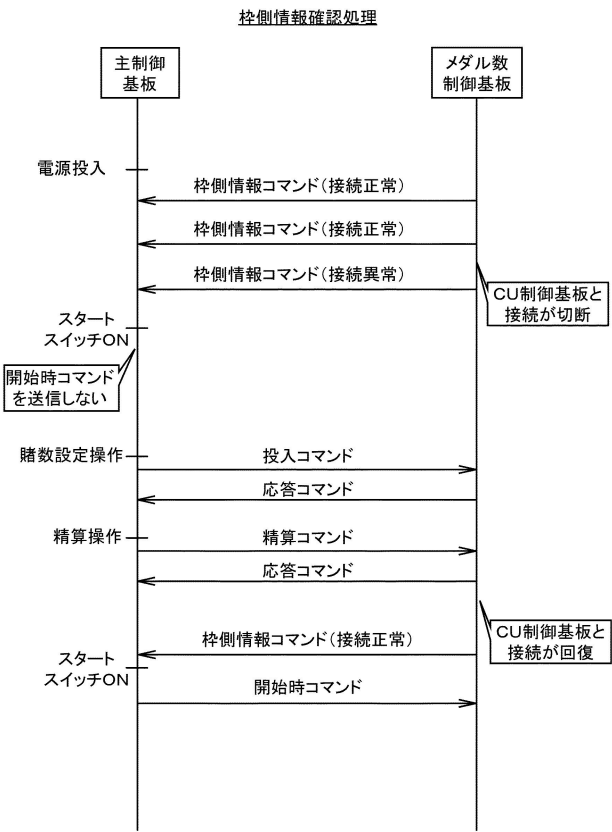 枠側情報確認処理
主制御
基板
メダル数
制御基板
電源投入
枠側情報コマンド(接続正常)
枠側情報コマンド(接続正常)
枠側情報コマンド(接続異常)
CU制御基板と
接続が切断
スタート
スイッチON
開始時コマンド
を送信しない
賭数設定操作
投入コマンド
応答コマンド
精算操作
精算コマンド
応答コマンド
CU制御基板と
接続が回復
枠側情報コマンド(接続正常)
スタート
スイッチON
開始時コマンド